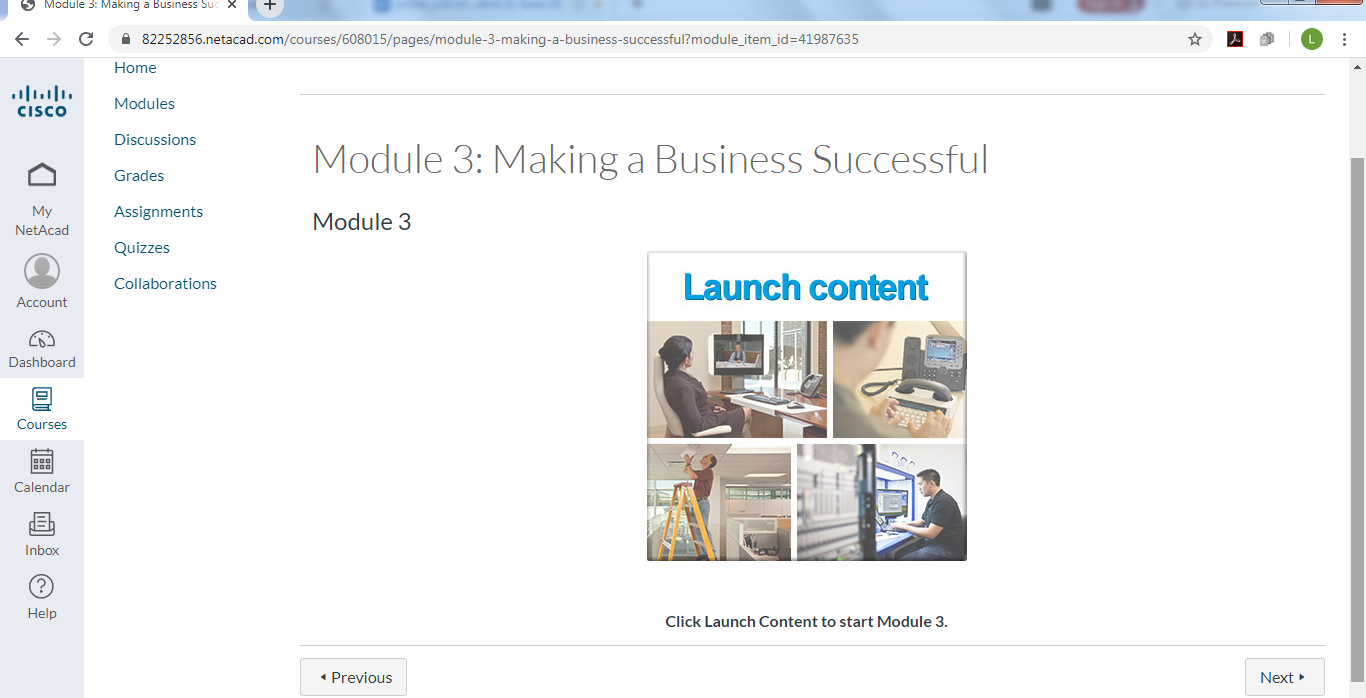 Module 3: Making a Business Suc
82252856.netacad.com/courses/608015/pages/module-3-making-a-business-successful?module_item_id=41987635
L
CISCO
My
NetAcad
Account
Dashboard
Courses
Calendar
Inbox
Help
Home
Modules
Discussions
Grades
Assignments
Quizzes
Collaborations
Module 3: Making a Business Successful
Module 3
Launch content
Click Launch Content to start Module 3.
Previous
Next